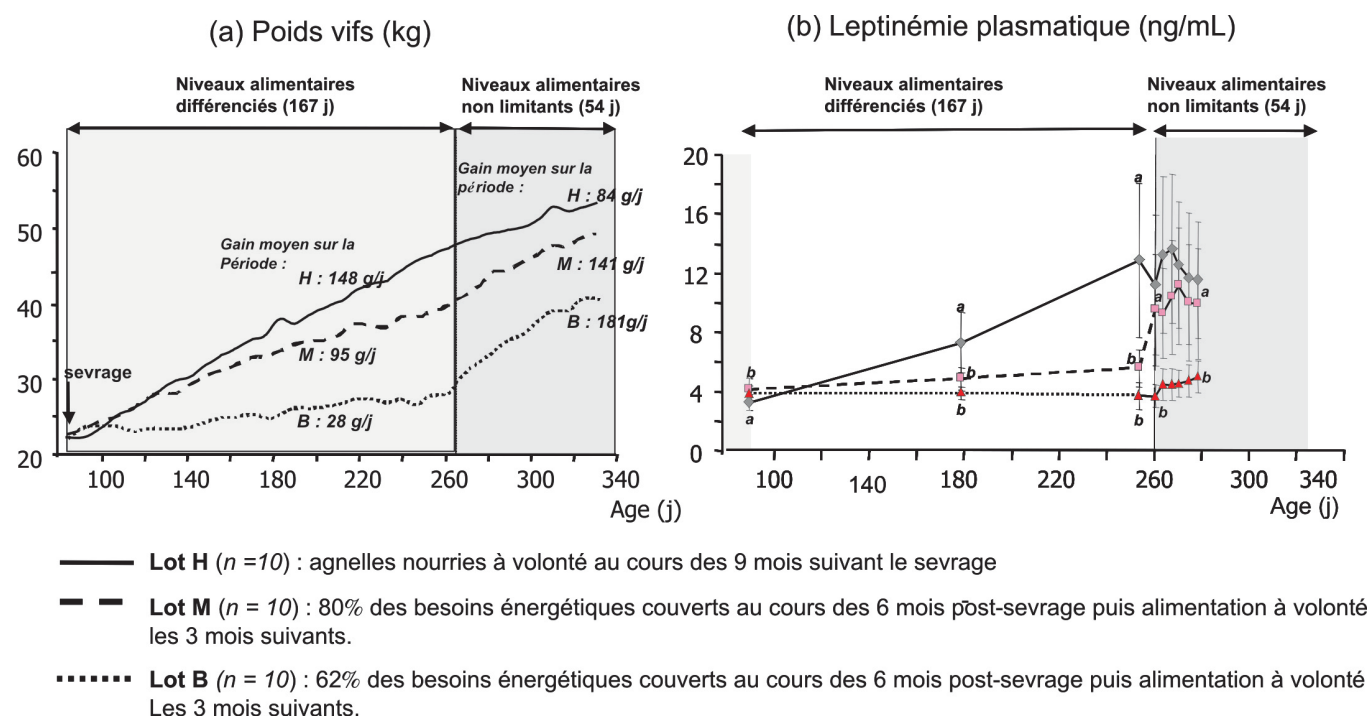 (a) Poids vifs (kg)
Niveaux alimentaires
différenciés (167 j)
Niveaux alimentaires
non limitants (54 j)
60
50
40
30
20
Gain moyen sur la
période :
H : 84 g/j
Gain moyen sur la
Période :
H : 148 g/j
M : 141 g/j
M : 95 g/j
B : 181g/j
B : 28 g/j
sevrage
100
140
180
220
260
300
340
Age (j)
(b) Leptinémie plasmatique (ng/mL)
Niveaux alimentaires
différenciés (167 j)
Niveaux alimentaires
non limitants (54 j)
20
16
12
8
4
0
a
a
a
a
b
b
b
b
a
b
b
b
b
100
140
180
220
260
300
340
Age (j)
Lot H (n =10) : agnelles nourries à volonté au cours des 9 mois suivant le sevrage
Lot M (n = 10) : 80% des besoins énergétiques couverts au cours des 6 mois post-sevrage puis alimentation à volonté
les 3 mois suivants.
Lot B (n = 10) : 62% des besoins énergétiques couverts au cours des 6 mois post-sevrage puis alimentation à volonté
Les 3 mois suivants.